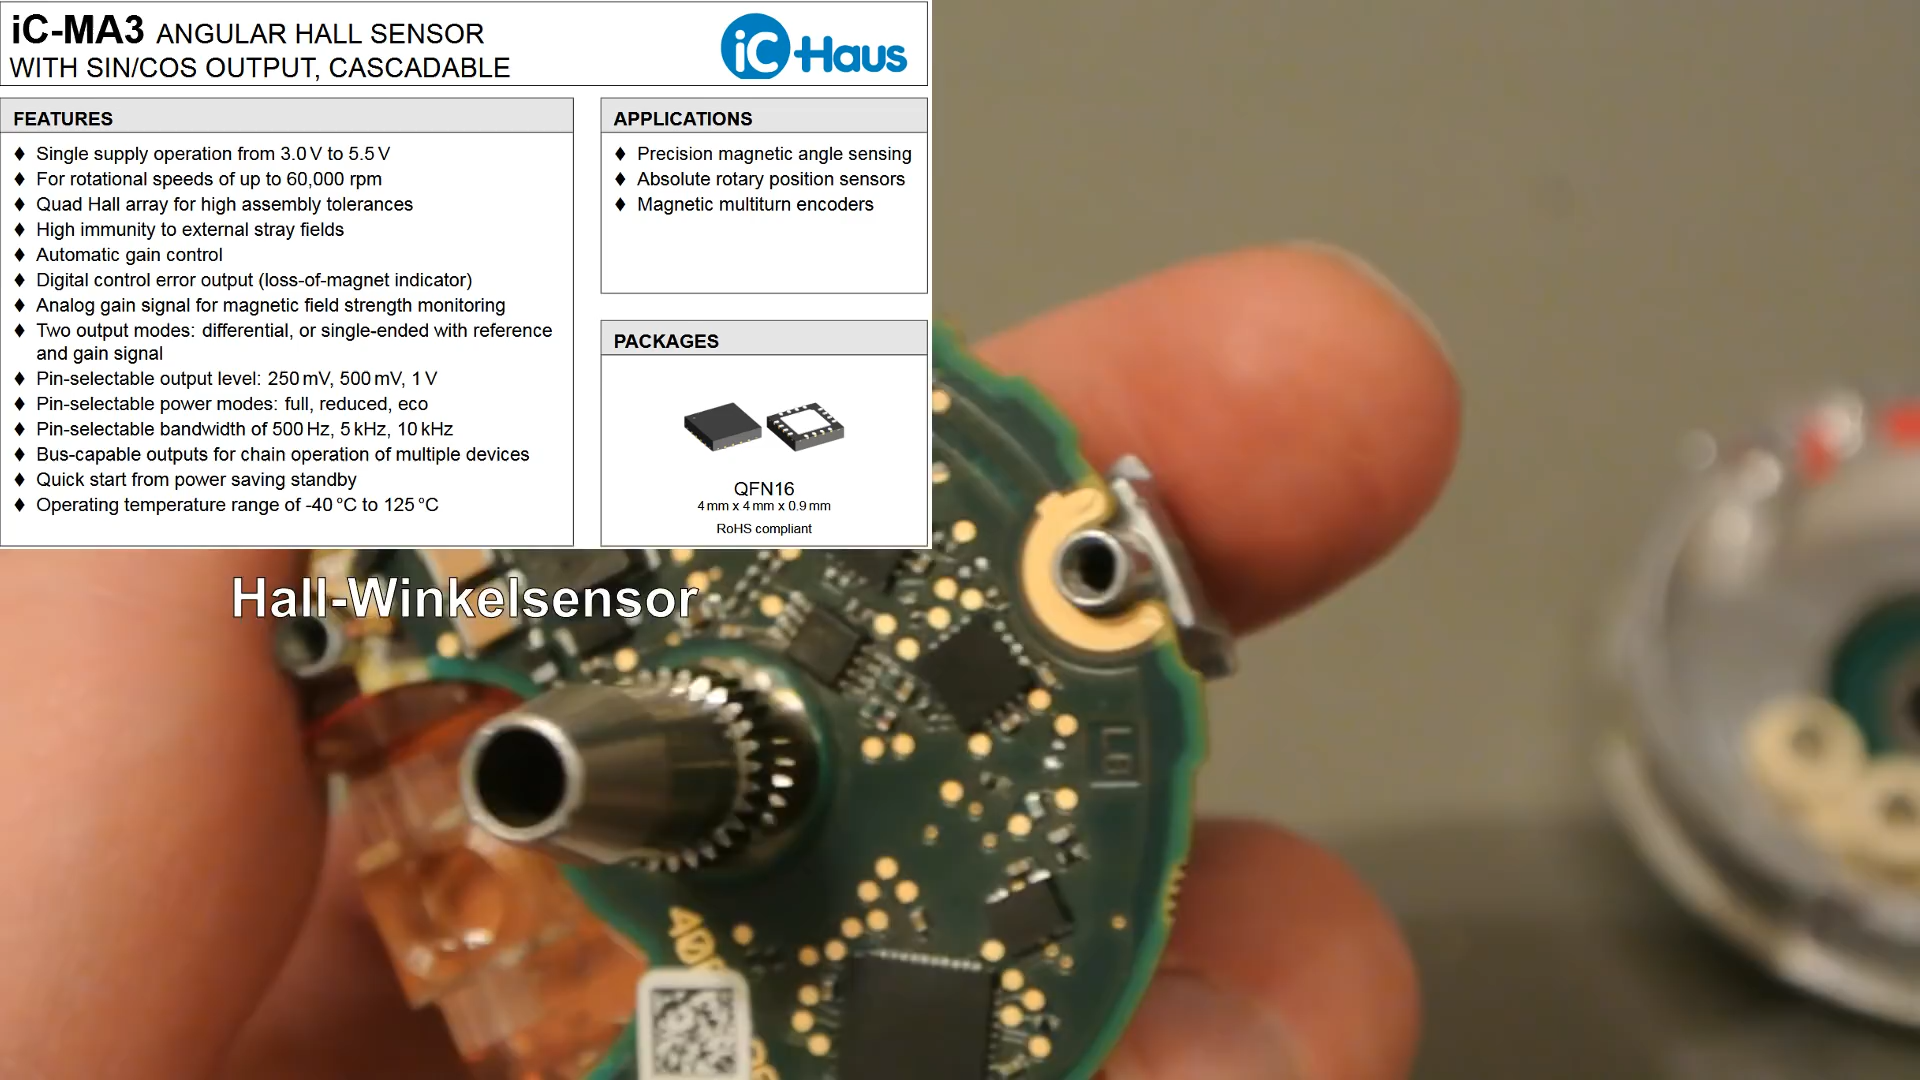 iC-MA3 ANGULAR HALL SENSOR
WITH SIN/COS OUTPUT, CASCADABLE
iC Haus
FEATURES
♦ Single supply operation from 3.0 V to 5.5 V
♦ For rotational speeds of up to 60,000 rpm
♦ Quad Hall array for high assembly tolerances
♦ High immunity to external stray fields
♦ Automatic gain control
♦ Digital control error output (loss-of-magnet indicator)
♦ Analog gain signal for magnetic field strength monitoring
♦ Two output modes: differential, or single-ended with reference
and gain signal
♦ Pin-selectable output level: 250 mV, 500 mV, 1 V
♦ Pin-selectable power modes: full, reduced, eco
♦ Pin-selectable bandwidth of 500 Hz, 5 kHz, 10 kHz
♦ Bus-capable outputs for chain operation of multiple devices
♦ Quick start from power saving standby
♦ Operating temperature range of -40 °C to 125 °C
APPLICATIONS
♦ Precision magnetic angle sensing
♦ Absolute rotary position sensors
♦ Magnetic multiturn encoders
PACKAGES
QFN16
4 mm x 4 mm x 0.9 mm
RoHS compliant
Hall-Winkelsensor